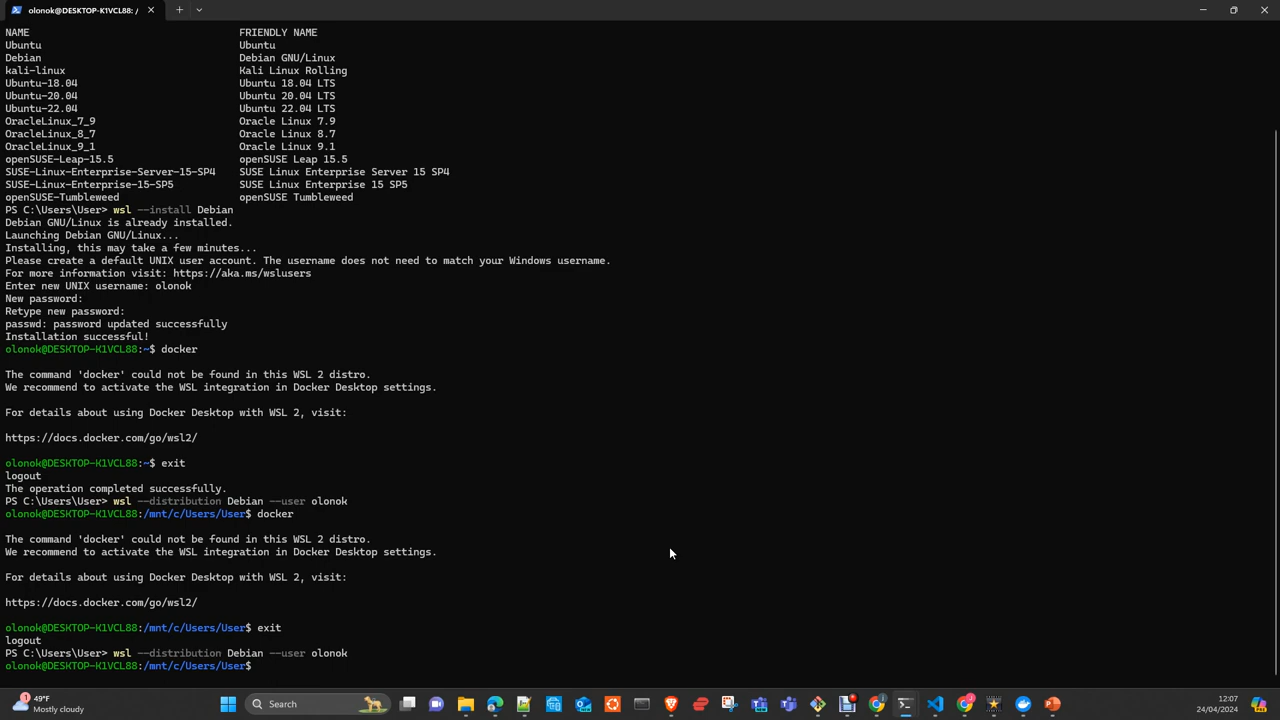 olonok@DESKTOP-K1VCL88: /
NAME FRIENDLY NAME
Ubuntu Ubuntu
Debian Debian GNU/Linux
kali-linux Kali Linux Rolling
Ubuntu-18.04 Ubuntu 18.04 LTS
Ubuntu-20.04 Ubuntu 20.04 LTS
Ubuntu-22.04 Ubuntu 22.04 LTS
OracleLinux_7_9 Oracle Linux 7.9
OracleLinux_8_7 Oracle Linux 8.7
OracleLinux_9_1 Oracle Linux 9.1
openSUSE-Leap-15.5 openSUSE Leap 15.5
SUSE-Linux-Enterprise-Server-15-SP4 SUSE Linux Enterprise Server 15 SP4
SUSE-Linux-Enterprise-15-SP5 SUSE Linux Enterprise 15 SP5
openSUSE-Tumbleweed openSUSE Tumbleweed
PS C:\Users\User> wsl --install Debian
Debian GNU/Linux is already installed.
Launching Debian GNU/Linux...
Installing, this may take a few minutes...
Please create a default UNIX user account. The username does not need to match your Windows username.
For more information visit: https://aka.ms/wslusers
Enter new UNIX username: olonok
New password:
Retype new password:
passwd: password updated successfully
Installation successful!
olonok@DESKTOP-K1VCL88:~$ docker
The command 'docker' could not be found in this WSL 2 distro.
We recommend to activate the WSL integration in Docker Desktop settings.
For details about using Docker Desktop with WSL 2, visit:
https://docs.docker.com/go/wsl2/
olonok@DESKTOP-K1VCL88:~$ exit
logout
The operation completed successfully.
PS C:\Users\User> wsl --distribution Debian --user olonok
olonok@DESKTOP-K1VCL88:/mnt/c/Users/User$ docker
The command 'docker' could not be found in this WSL 2 distro.
We recommend to activate the WSL integration in Docker Desktop settings.
For details about using Docker Desktop with WSL 2, visit:
https://docs.docker.com/go/wsl2/
olonok@DESKTOP-K1VCL88:/mnt/c/Users/User$ exit
logout
PS C:\Users\User> wsl --distribution Debian --user olonok
olonok@DESKTOP-K1VCL88:/mnt/c/Users/User$
1
49°F
Mostly cloudy
Search
12:07
24/04/2024